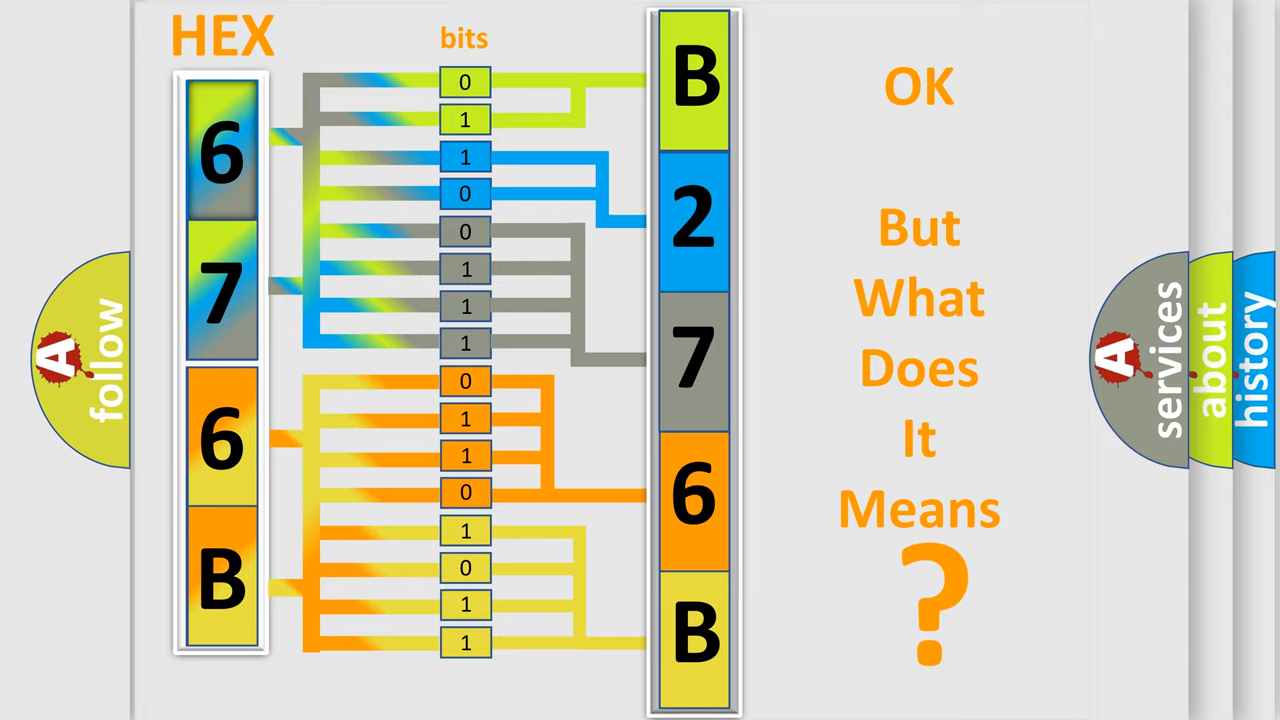 HEX
bits
6
7
6
B
0
1
1
0
0
1
1
1
0
1
1
0
1
0
1
1
B
2
7
6
B
OK
But
What
Does
It
Means
?
A
follow
A
services
about
history